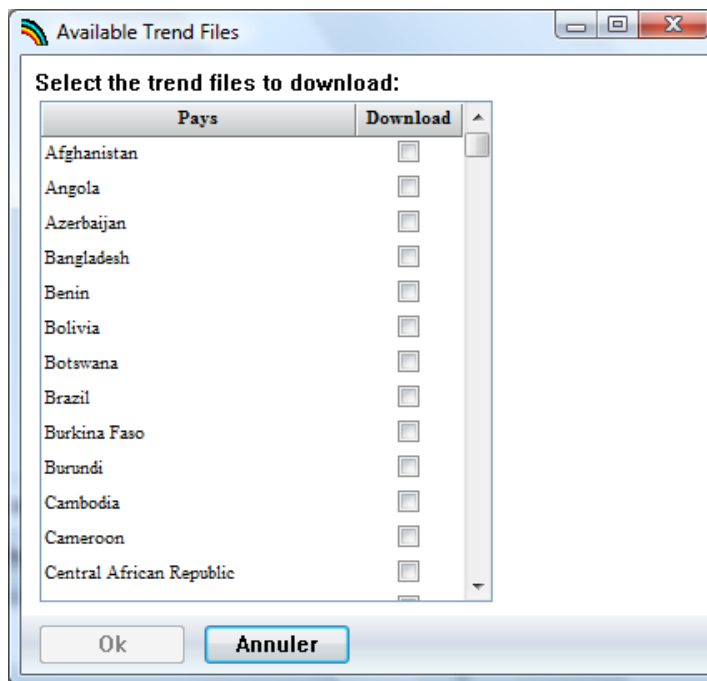 Available Trend Files
Select the trend files to download:
Pays Download
Afghanistan
Angola
Azerbaijan
Bangladesh
Benin
Bolivia
Botswana
Brazil
Burkina Faso
Burundi
Cambodia
Cameroon
Central African Republic
Ok Annuler